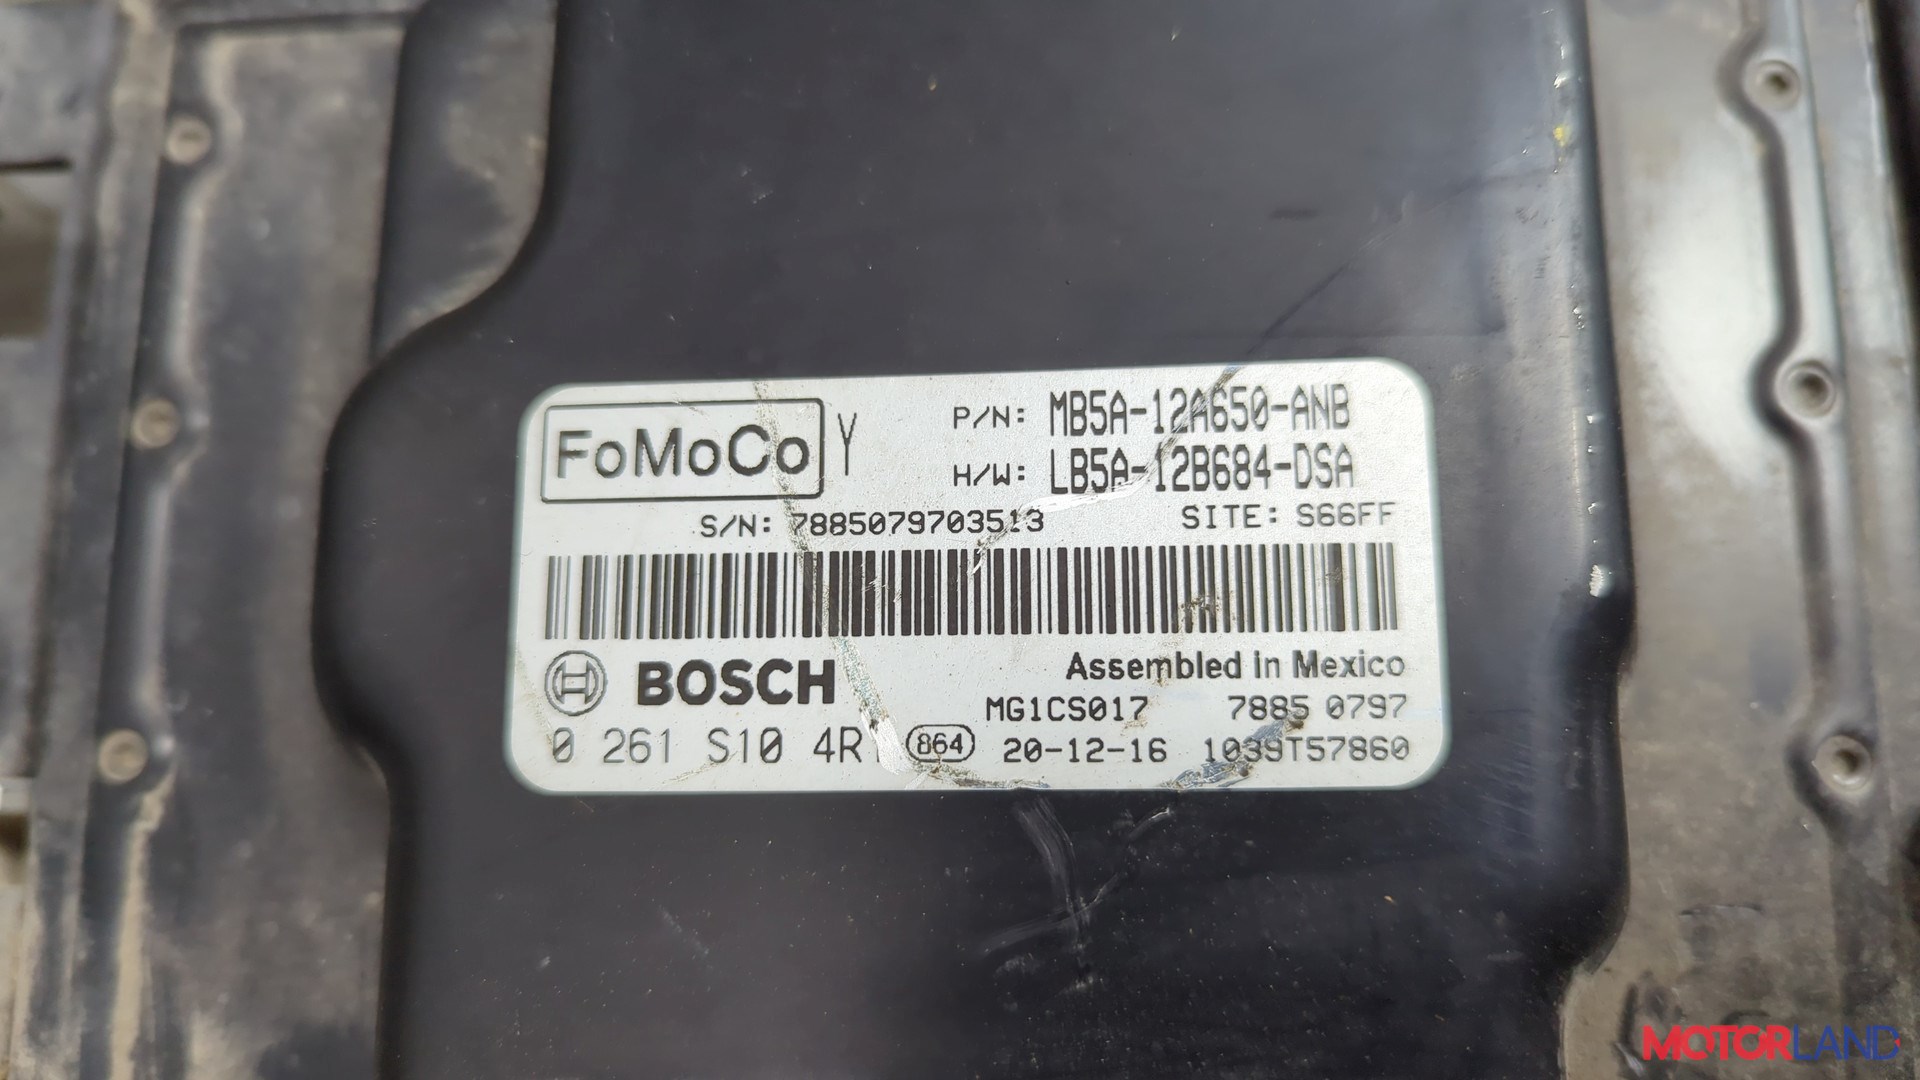 FoMoCo Y P/N: MB5A-12A650-ANB
H/W: LB5A-12B684-DSA
S/N: 7885079703513 SITE: S66FF
BOSCH Assembled in Mexico
MG1CS017 7885 0797
0 261 S10 864 20-12-16 1039T57860
MOTORLAND